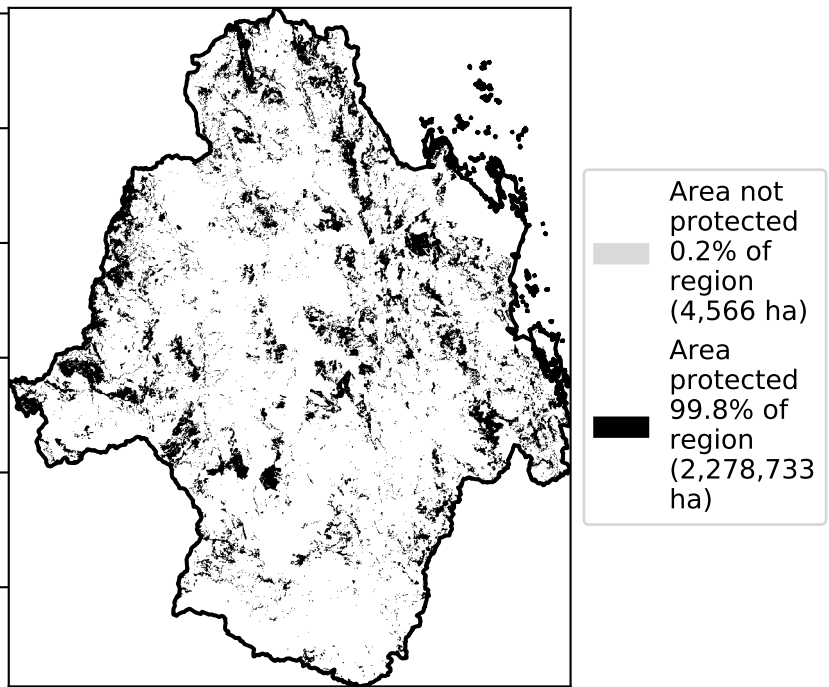 Area not
protected
0.2% of
region
(4,566 ha)
Area
protected
99.8% of
region
(2,278,733
ha)